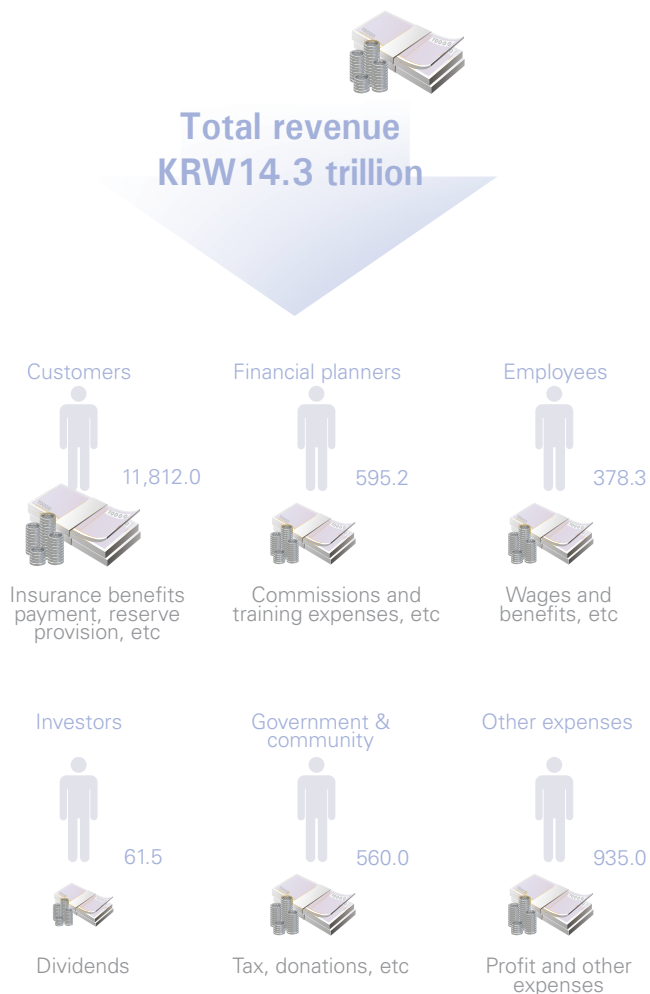 Total revenue
KRW14.3 trillion
Customers
Financial planners
Employees
11,812.0
595.2
378.3
Insurance benefits
payment, reserve
provision, etc
Commissions and
training expenses, etc
Wages and
benefits, etc
Investors
Government &
community
Other expenses
61.5
560.0
935.0
Dividends
Tax, donations, etc
Profit and other
expenses